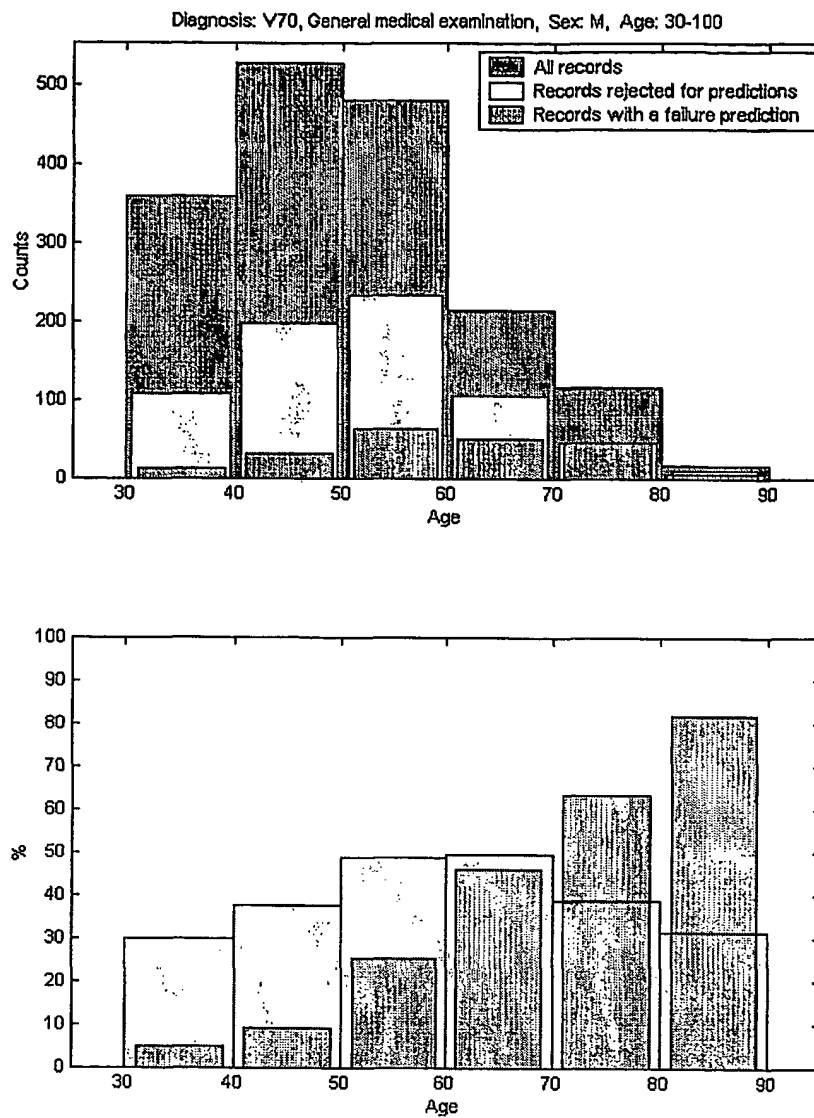 Diagnosis: V70, General medical examination, Sex: M, Age: 30-100
All records
Records rejected for predictions
Records with a failure prediction
500
400
300
200
100
0
Counts
30 40 50 60 70 80 90
Age
100
90
80
70
60
50
40
30
20
10
0
%
30 40 50 60 70 80 90
Age